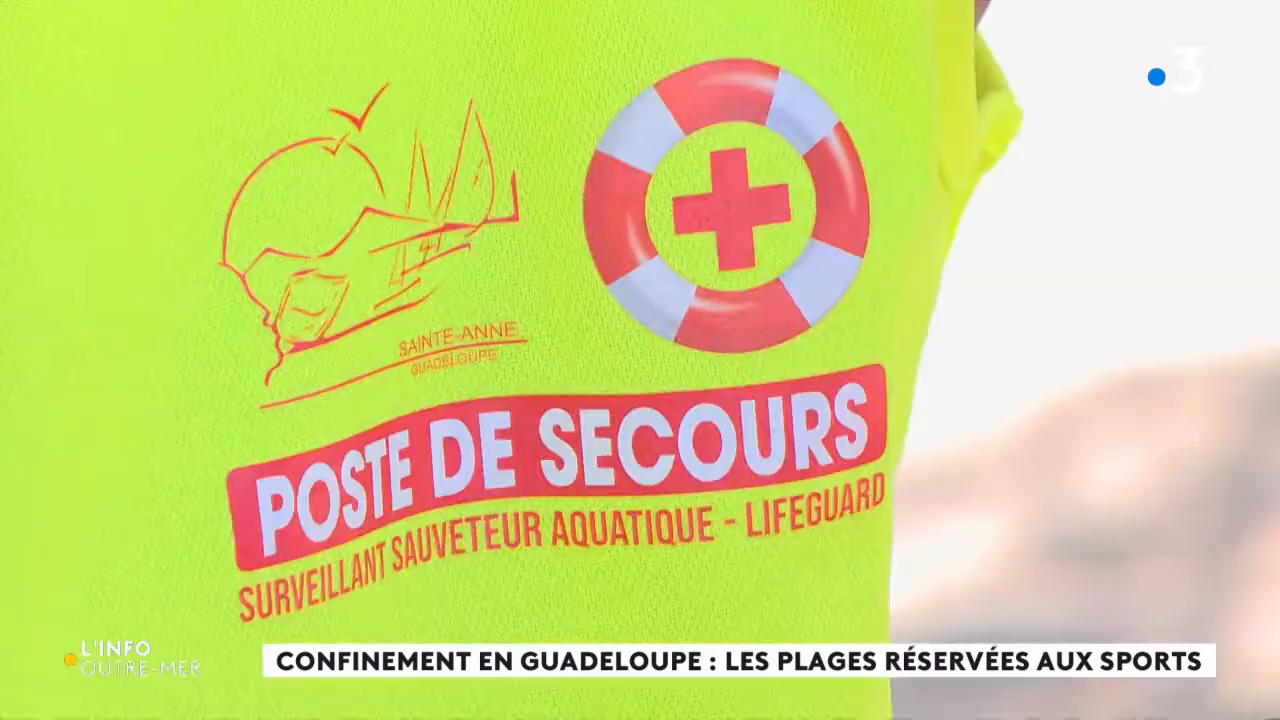 3
SAINTE-ANNE
GUADELOUPE
POSTE DE SECOURS
SURVEILLANT SAUVETEUR AQUATIQUE - LIFEGUARD
L'INFO
OUTRE-MER
CONFINEMENT EN GUADELOUPE : LES PLAGES RÉSERVÉES AUX SPORTS